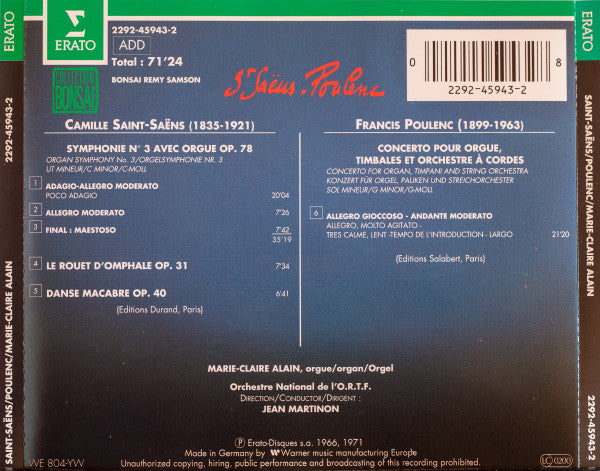 ERATO
2292-45943-2
SAINT-SAËNS/POULENC/MARIE-CLAIRE ALAIN
ERATO
2292-45943-2
ADD
Total : 71'24
BONSAI REMY SAMSON
COLLECTION
BONSAI
St Saëns. Poulenc
0 8
2292-45943-2
CAMILLE SAINT-SAËNS (1835-1921)
SYMPHONIE N° 3 AVEC ORGUE OP. 78
ORGAN SYMPHONY No. 3/ORGELSYMPHONIE NR. 3
UT MINEUR/C MINOR/C-MOLL
1 ADAGIO-ALLEGRO MODERATO
POCO ADAGIO 20'04
2 ALLEGRO MODERATO 7'26
3 FINAL : MAESTOSO 7'42
35'19
4 LE ROUET D'OMPHALE OP. 31 7'34
5 DANSE MACABRE OP. 40 6'41
(Editions Durand, Paris)
FRANCIS POULENC (1899-1963)
CONCERTO POUR ORGUE,
TIMBALES ET ORCHESTRE À CORDES
CONCERTO FOR ORGAN, TIMPANI AND STRING ORCHESTRA
KONZERT FÜR ORGEL, PAUKEN UND STREICHORCHESTER
SOL MINEUR/G MINOR/G-MOLL
6 ALLEGRO GIOCCOSO - ANDANTE MODERATO
ALLEGRO, MOLTO AGITATO -
TRES CALME, LENT -TEMPO DE L'INTRODUCTION - LARGO 21'20
(Editions Salabert, Paris)
MARIE-CLAIRE ALAIN, orgue/organ/Orgel
Orchestre National de l'O.R.T.F.
DIRECTION/CONDUCTOR/DIRIGENT :
JEAN MARTINON
℗ Erato-Disques s.a. 1966, 1971
Made in Germany by Warner music manufacturing Europe
Unauthorized copying, hiring, public performance and broadcasting of this recording prohibited.
WE 804-YW
LC 0200
ERATO
SAINT-SAËNS/POULENC/MARIE-CLAIRE ALAIN
2292-45943-2